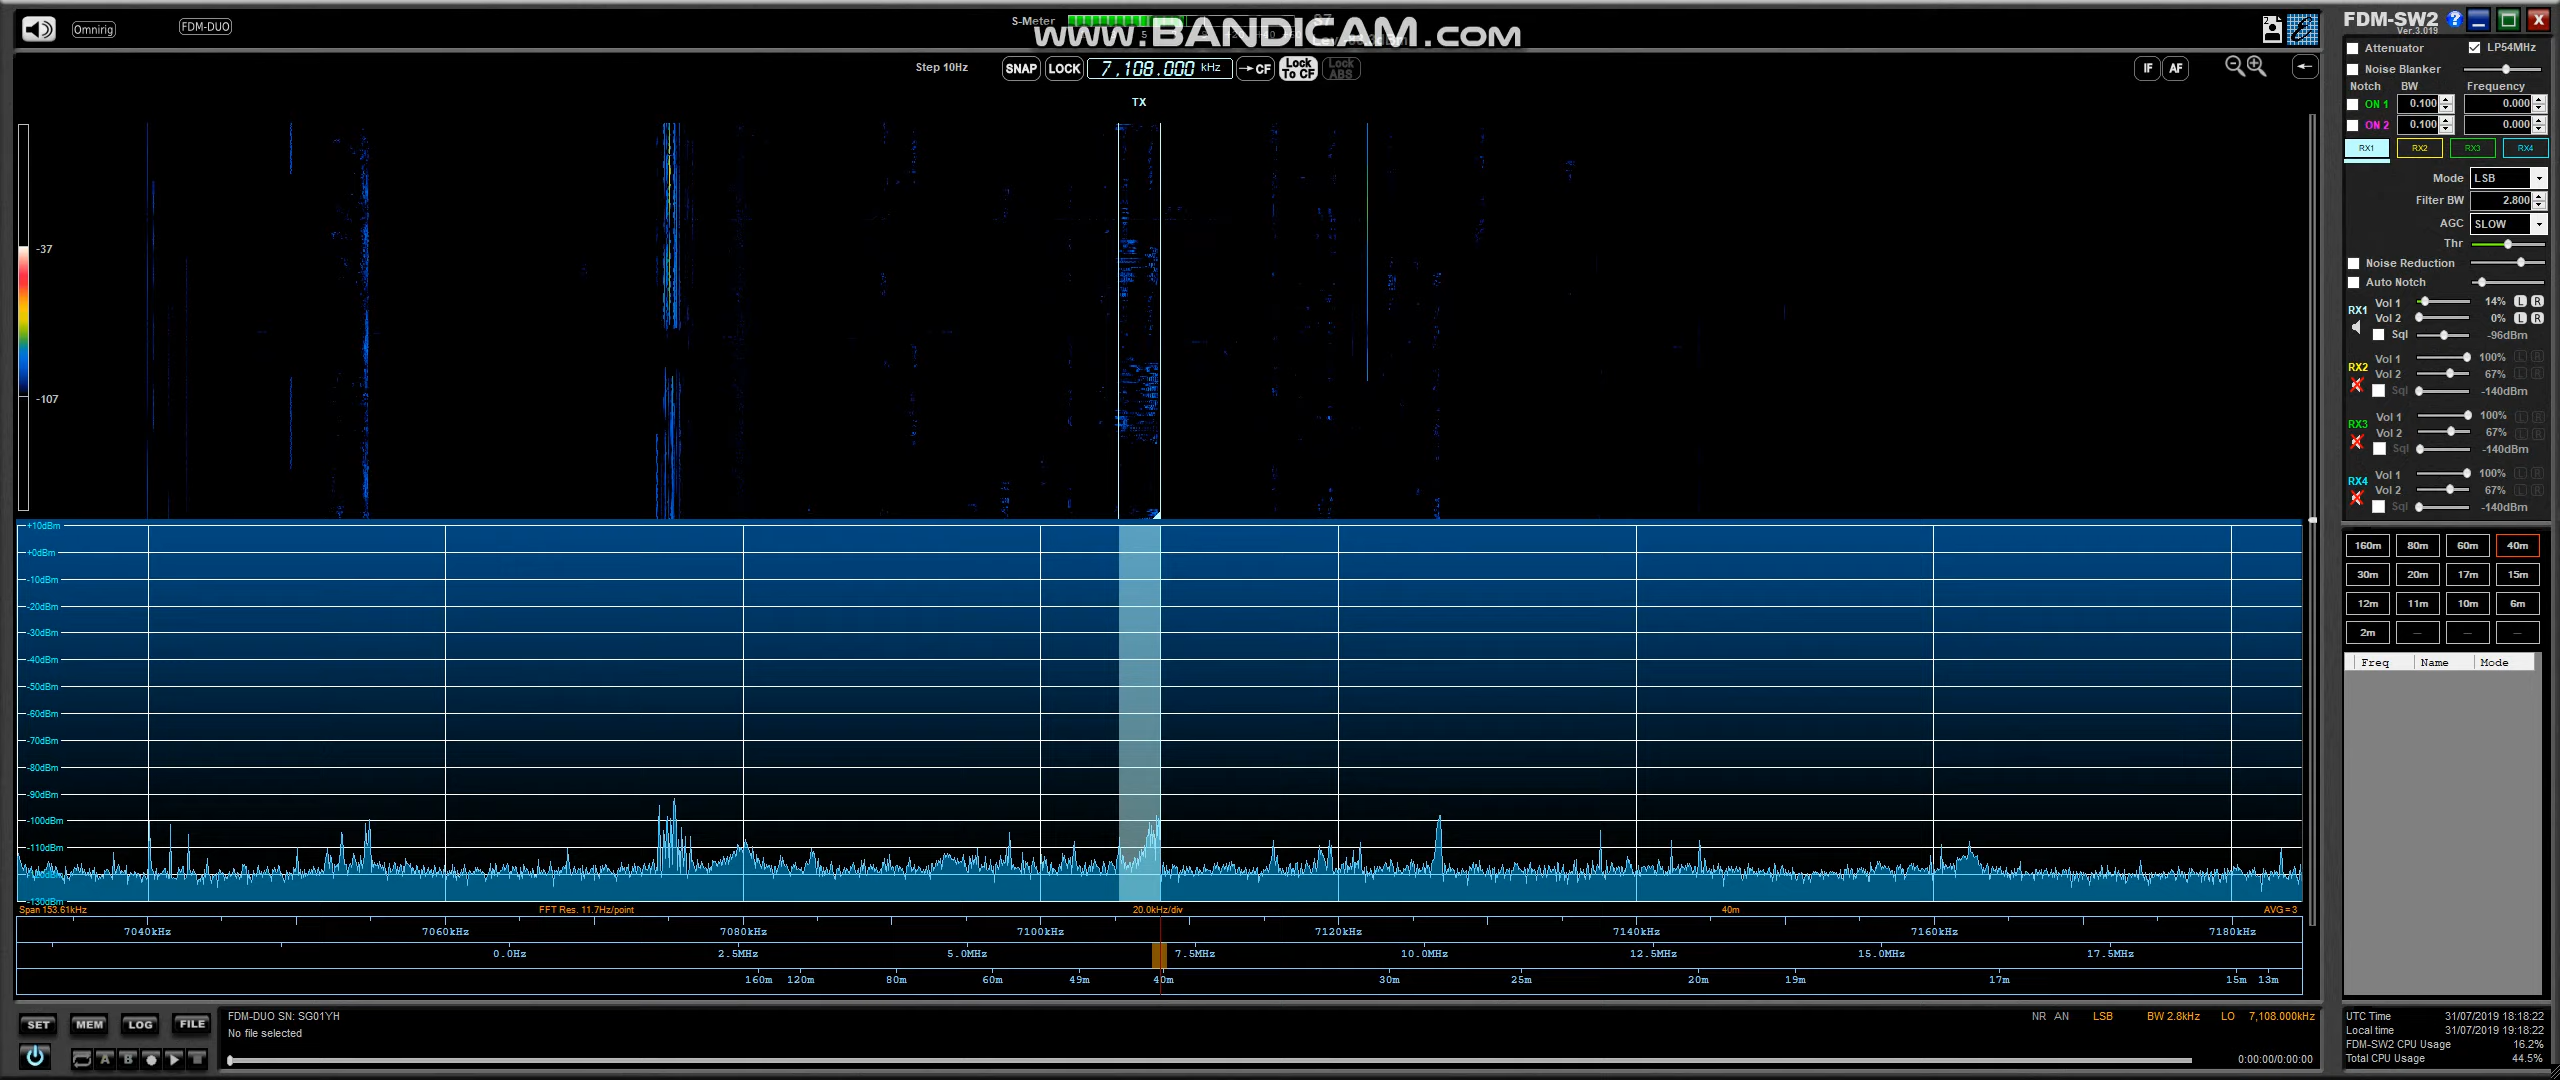 Omnirig
FDM-DUO
S-Meter
www.BANDICAM.com
FDM-SW2
Ver.3.019
Step 10Hz
SNAP LOCK 7,108.000 kHz →CF Lock To CF Lock ABS
IF AF
TX
-37
-107
Attenuator LP54MHz
Noise Blanker
Notch BW Frequency
ON 1 0.100 0.000
ON 2 0.100 0.000
RX1 RX2 RX3 RX4
Mode LSB
Filter BW 2.800
AGC SLOW
Thr
Noise Reduction
Auto Notch
RX1 Vol 1 14% L R
Vol 2 0% L R
Sql -96dBm
RX2 Vol 1 100% L R
Vol 2 67% L R
Sql -140dBm
RX3 Vol 1 100% L R
Vol 2 67% L R
Sql -140dBm
RX4 Vol 1 100% L R
Vol 2 67% L R
Sql -140dBm
160m 80m 60m 40m
30m 20m 17m 15m
12m 11m 10m 6m
2m — — —
Freq Name Mode
+10dBm
+0dBm
-10dBm
-20dBm
-30dBm
-40dBm
-50dBm
-60dBm
-70dBm
-80dBm
-90dBm
-100dBm
-110dBm
-120dBm
-130dBm
Span 153.61kHz FFT Res. 11.7Hz/point 20.0kHz/div 40m AVG=3
7040kHz 7060kHz 7080kHz 7100kHz 7120kHz 7140kHz 7160kHz 7180kHz
0.0Hz 2.5MHz 5.0MHz 7.5MHz 10.0MHz 12.5MHz 15.0MHz 17.5MHz
160m 120m 80m 60m 49m 40m 30m 25m 20m 19m 17m 15m 13m
SET MEM LOG FILE
A B
FDM-DUO SN: SG01YH
No file selected
NR AN LSB BW 2.8kHz LO 7,108.000kHz
0:00:00/0:00:00
UTC Time 31/07/2019 18:18:22
Local time 31/07/2019 19:18:22
FDM-SW2 CPU Usage 16.2%
Total CPU Usage 44.5%